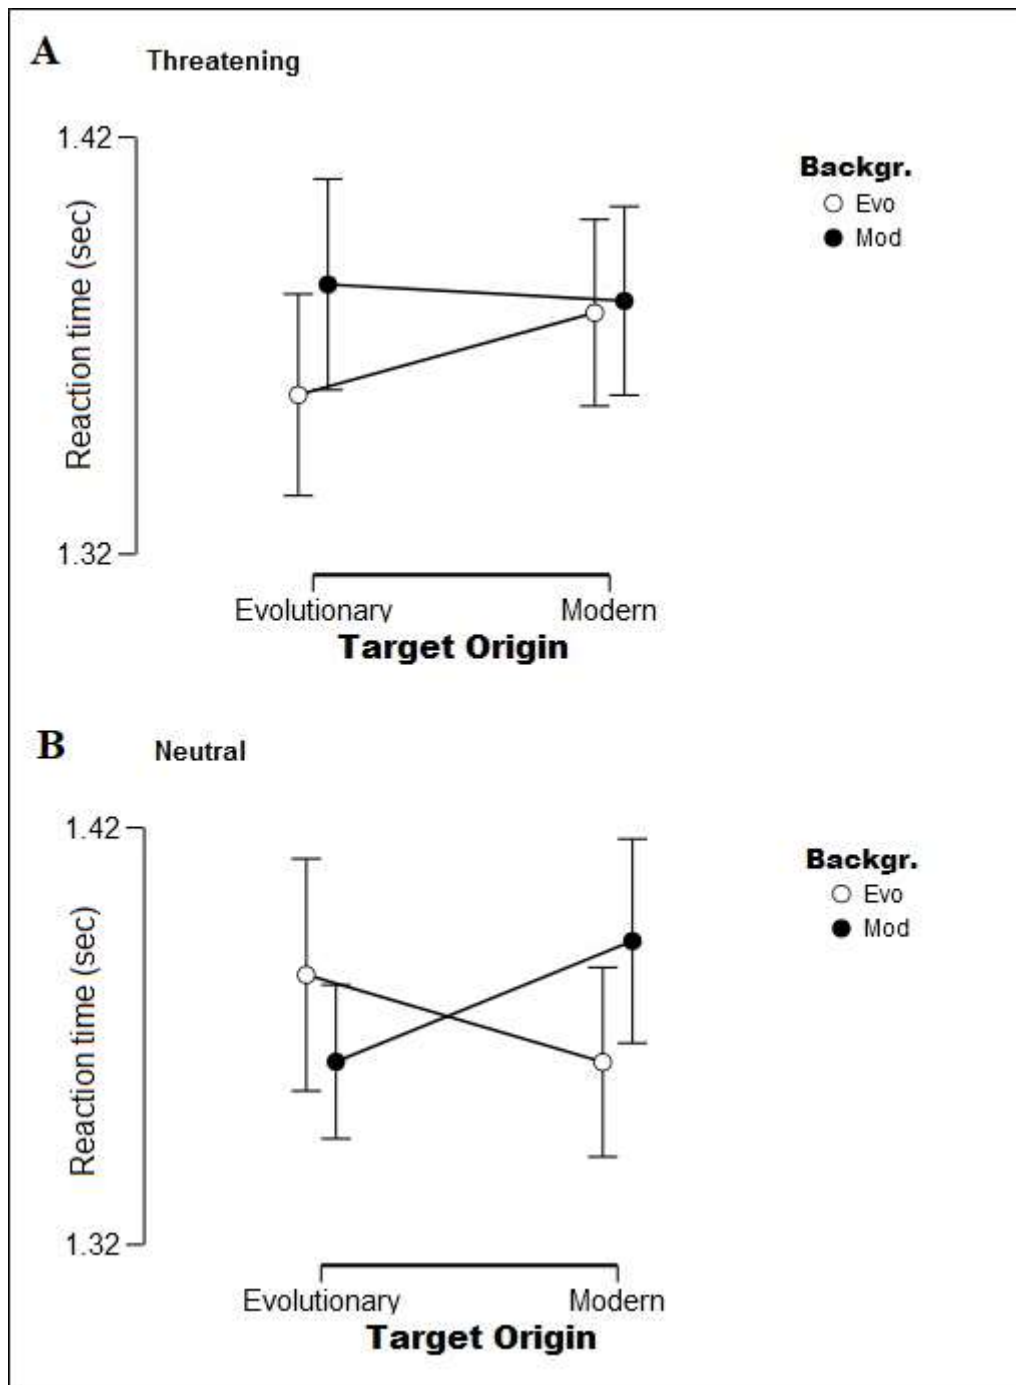 A
Threatening
1.42
Backgr.
Evo
Mod
Reaction time (sec)
1.32
Evolutionary
Modern
Target Origin
B
Neutral
1.42
Backgr.
Evo
Mod
Reaction time (sec)
1.32
Evolutionary
Modern
Target Origin